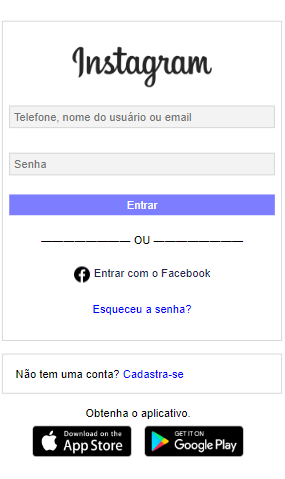 Instagram
Telefone, nome do usuário ou email
Senha
Entrar
———————— OU ————————
Entrar com o Facebook
Esqueceu a senha?
Não tem uma conta? Cadastra-se
Obtenha o aplicativo.
Download on the
App Store
GET IT ON
Google Play